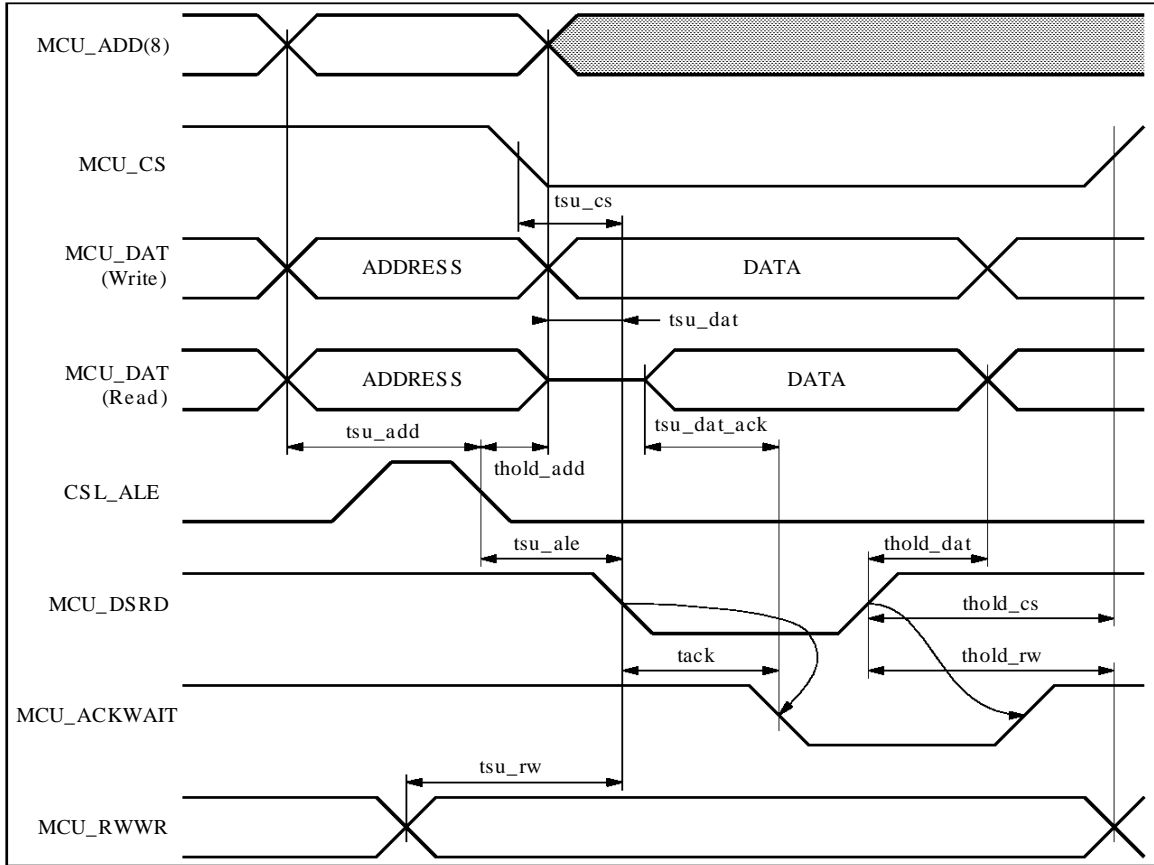 MCU_ADD(8)
MCU_CS
tsu_cs
MCU_DAT
(Write)
ADDRESS
DATA
tsu_dat
MCU_DAT
(Read)
ADDRESS
DATA
tsu_add
thold_add
tsu_dat_ack
CSL_ALE
tsu_ale
thold_dat
MCU_DSRD
thold_cs
tack
thold_rw
MCU_ACKWAIT
tsu_rw
MCU_RWWR